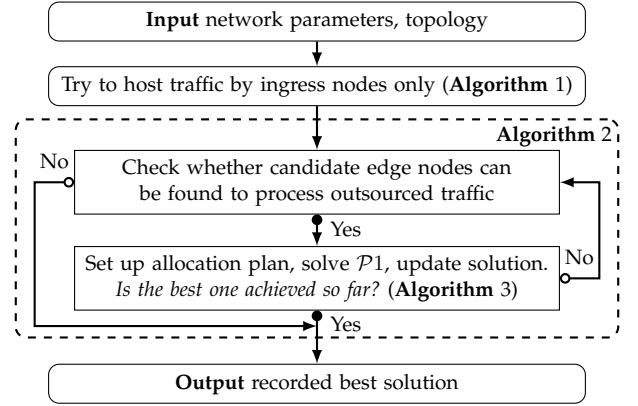 Input network parameters, topology
Try to host traffic by ingress nodes only (Algorithm 1)
Algorithm 2
No
Check whether candidate edge nodes can
be found to process outsourced traffic
Yes
No
Set up allocation plan, solve 𝒫1, update solution.
Is the best one achieved so far? (Algorithm 3)
Yes
Output recorded best solution